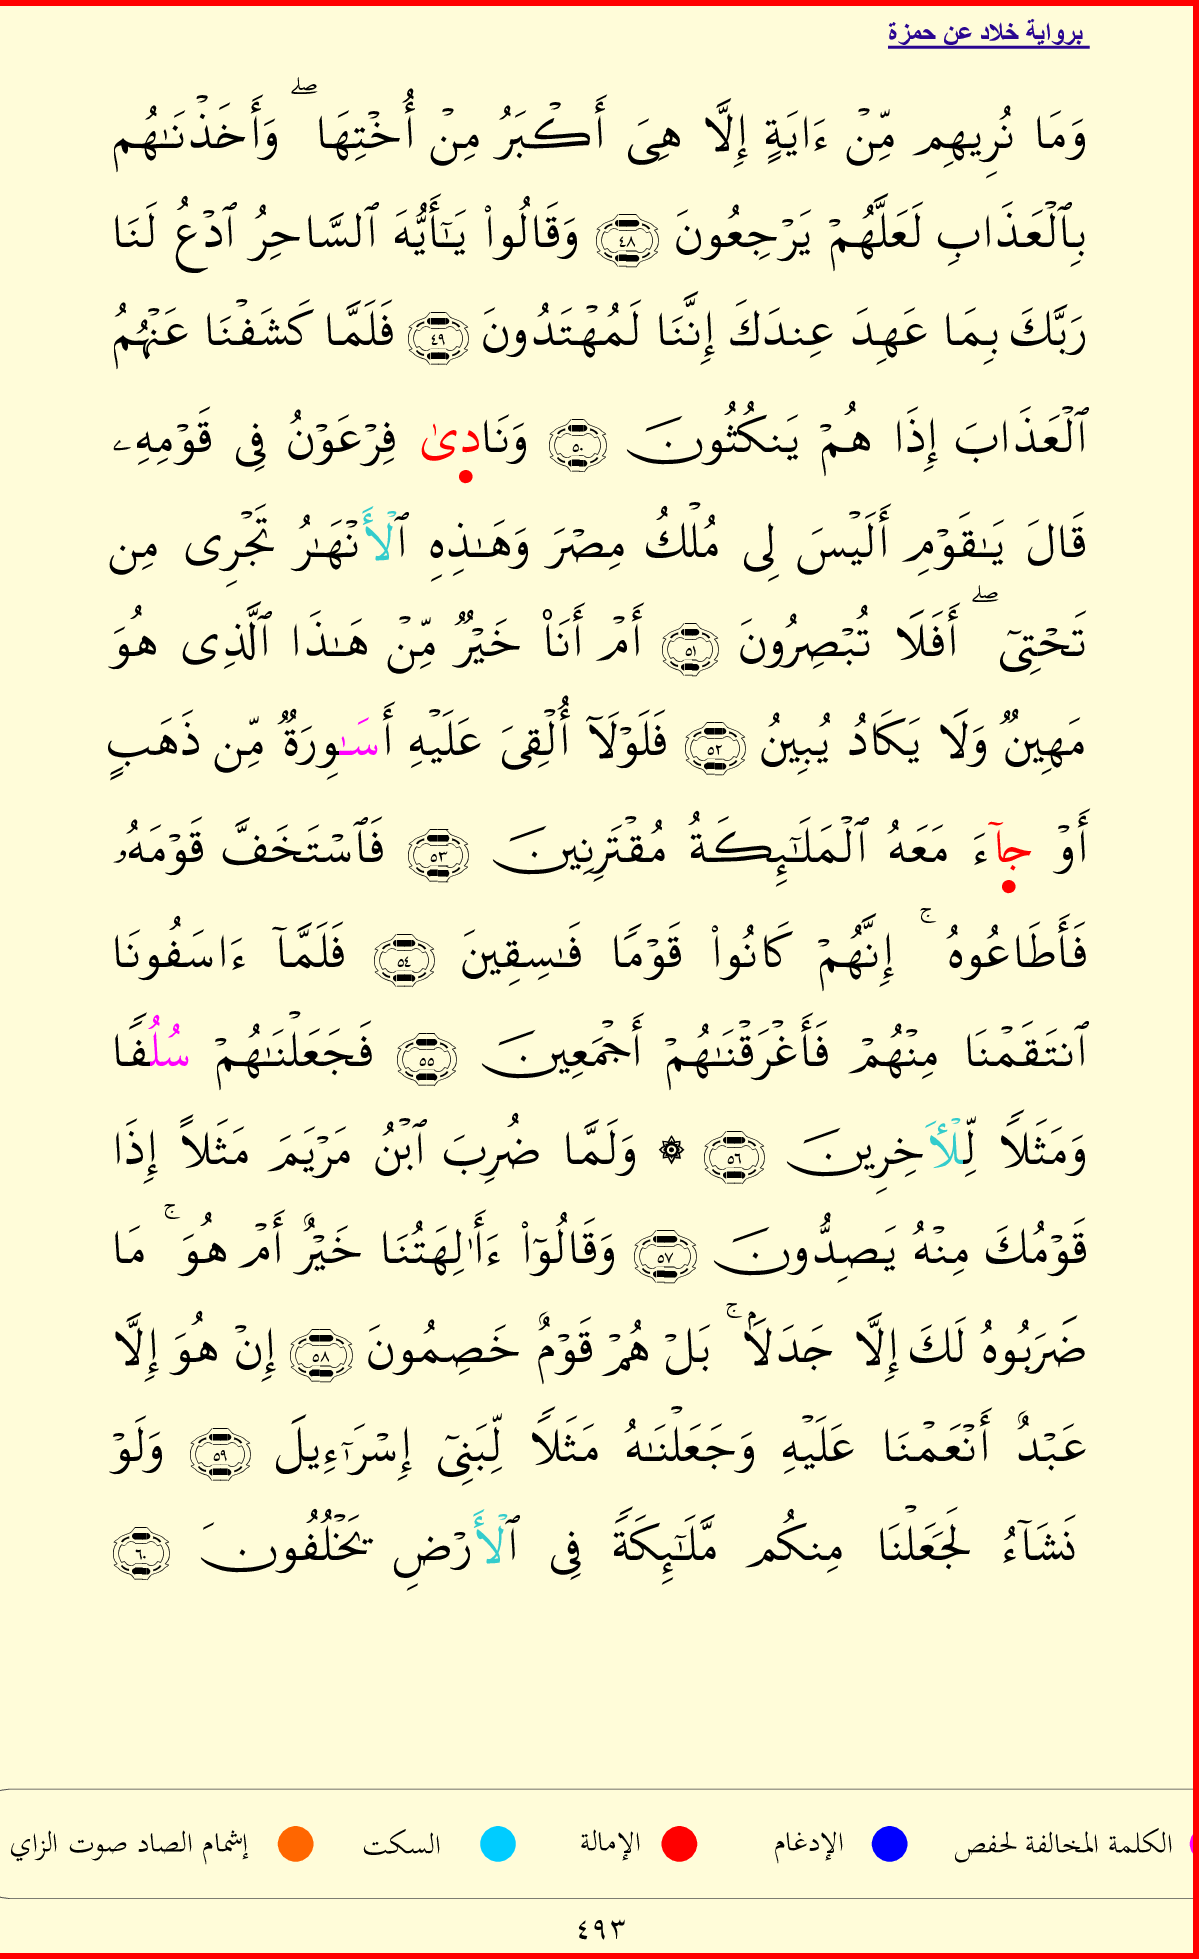 برواية خلاد عن حمزة
وَمَا نُرِيهِم مِّنْ ءَايَةٍ إِلَّا هِىَ أَكْبَرُ مِنْ أُخْتِهَا ۖ وَأَخَذْنَـٰهُم
بِٱلْعَذَابِ لَعَلَّهُمْ يَرْجِعُونَ ٤٨ وَقَالُوا۟ يَـٰٓأَيُّهَ ٱلسَّاحِرُ ٱدْعُ لَنَا
رَبَّكَ بِمَا عَهِدَ عِندَكَ إِنَّنَا لَمُهْتَدُونَ ٤٩ فَلَمَّا كَشَفْنَا عَنْهُمُ
ٱلْعَذَابَ إِذَا هُمْ يَنكُثُونَ ٥٠ وَنَادِىٰ فِرْعَوْنُ فِى قَوْمِهِۦ
قَالَ يَـٰقَوْمِ أَلَيْسَ لِى مُلْكُ مِصْرَ وَهَـٰذِهِ ٱلْأَنْهَـٰرُ تَجْرِى مِن
تَحْتِىٓ ۖ أَفَلَا تُبْصِرُونَ ٥١ أَمْ أَنَا۠ خَيْرٌ مِّنْ هَـٰذَا ٱلَّذِى هُوَ
مَهِينٌ وَلَا يَكَادُ يُبِينُ ٥٢ فَلَوْلَآ أُلْقِىَ عَلَيْهِ أَسَـٰوِرَةٌ مِّن ذَهَبٍ
أَوْ جِآءَ مَعَهُ ٱلْمَلَـٰٓئِكَةُ مُقْتَرِنِينَ ٥٣ فَٱسْتَخَفَّ قَوْمَهُۥ
فَأَطَاعُوهُ ۚ إِنَّهُمْ كَانُوا۟ قَوْمًا فَـٰسِقِينَ ٥٤ فَلَمَّآ ءَاسَفُونَا
ٱنتَقَمْنَا مِنْهُمْ فَأَغْرَقْنَـٰهُمْ أَجْمَعِينَ ٥٥ فَجَعَلْنَـٰهُمْ سُلُفًا
وَمَثَلًا لِّلْأَخِرِينَ ٥٦ ۞ وَلَمَّا ضُرِبَ ٱبْنُ مَرْيَمَ مَثَلًا إِذَا
قَوْمُكَ مِنْهُ يَصِدُّونَ ٥٧ وَقَالُوٓا۟ ءَأَـٰلِهَتُنَا خَيْرٌ أَمْ هُوَ ۚ مَا
ضَرَبُوهُ لَكَ إِلَّا جَدَلَۢا ۚ بَلْ هُمْ قَوْمٌ خَصِمُونَ ٥٨ إِنْ هُوَ إِلَّا
عَبْدٌ أَنْعَمْنَا عَلَيْهِ وَجَعَلْنَـٰهُ مَثَلًا لِّبَنِىٓ إِسْرَٰٓءِيلَ ٥٩ وَلَوْ
نَشَآءُ لَجَعَلْنَا مِنكُم مَّلَـٰٓئِكَةً فِى ٱلْأَرْضِ يَخْلُفُونَ ٦٠
الكلمة المخالفة لحفص الإدغام الإمالة السكت إشمام الصاد صوت الزاي
٤٩٣